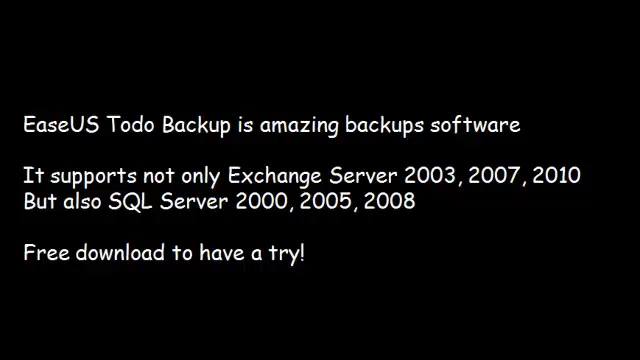 EaseUS Todo Backup is amazing backups software
It supports not only Exchange Server 2003, 2007, 2010
But also SQL Server 2000, 2005, 2008
Free download to have a try!